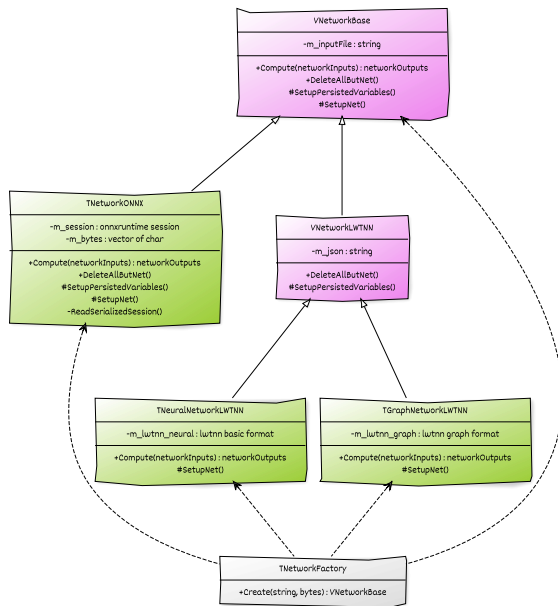 VNetworkBase
-m_inputFile : string
+Compute(networkInputs) : networkOutputs
+DeleteAllButNet()
#SetupPersistedVariables()
#SetupNet()
TNetworkONNX
-m_session : onnxruntime session
-m_bytes : vector of char
+Compute(networkInputs) : networkOutputs
+DeleteAllButNet()
#SetupPersistedVariables()
#SetupNet()
-ReadSerializedSession()
VNetworkLWTNN
-m_json : string
+DeleteAllButNet()
#SetupPersistedVariables()
TNeuralNetworkLWTNN
-m_lwtnn_neural : lwtnn basic format
+Compute(networkInputs) : networkOutputs
#SetupNet()
TGraphNetworkLWTNN
-m_lwtnn_graph : lwtnn graph format
+Compute(networkInputs) : networkOutputs
#SetupNet()
TNetworkFactory
+Create(string, bytes) : VNetworkBase